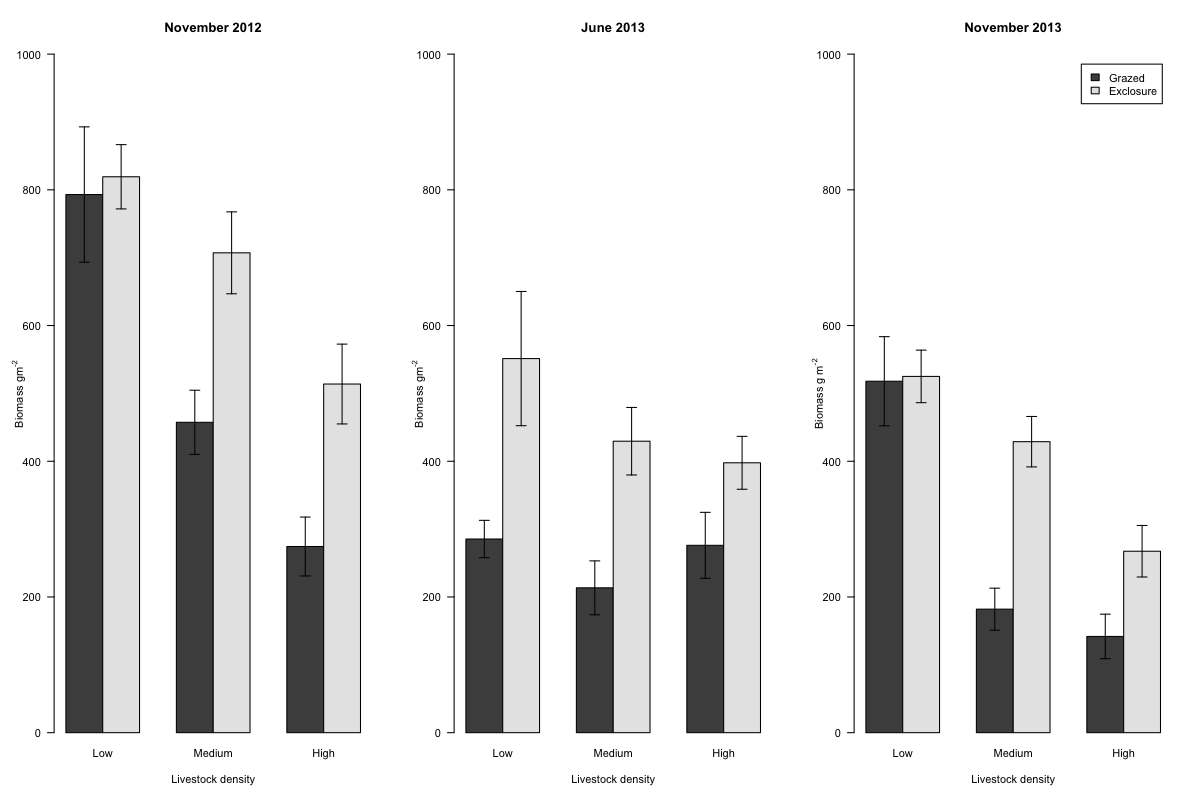 November 2012
1000
800
600
400
200
0
Biomass gm⁻²
Low Medium High
Livestock density
June 2013
1000
800
600
400
200
0
Biomass gm⁻²
Low Medium High
Livestock density
November 2013
1000
800
600
400
200
0
Biomass g m⁻²
Grazed
Exclosure
Low Medium High
Livestock density